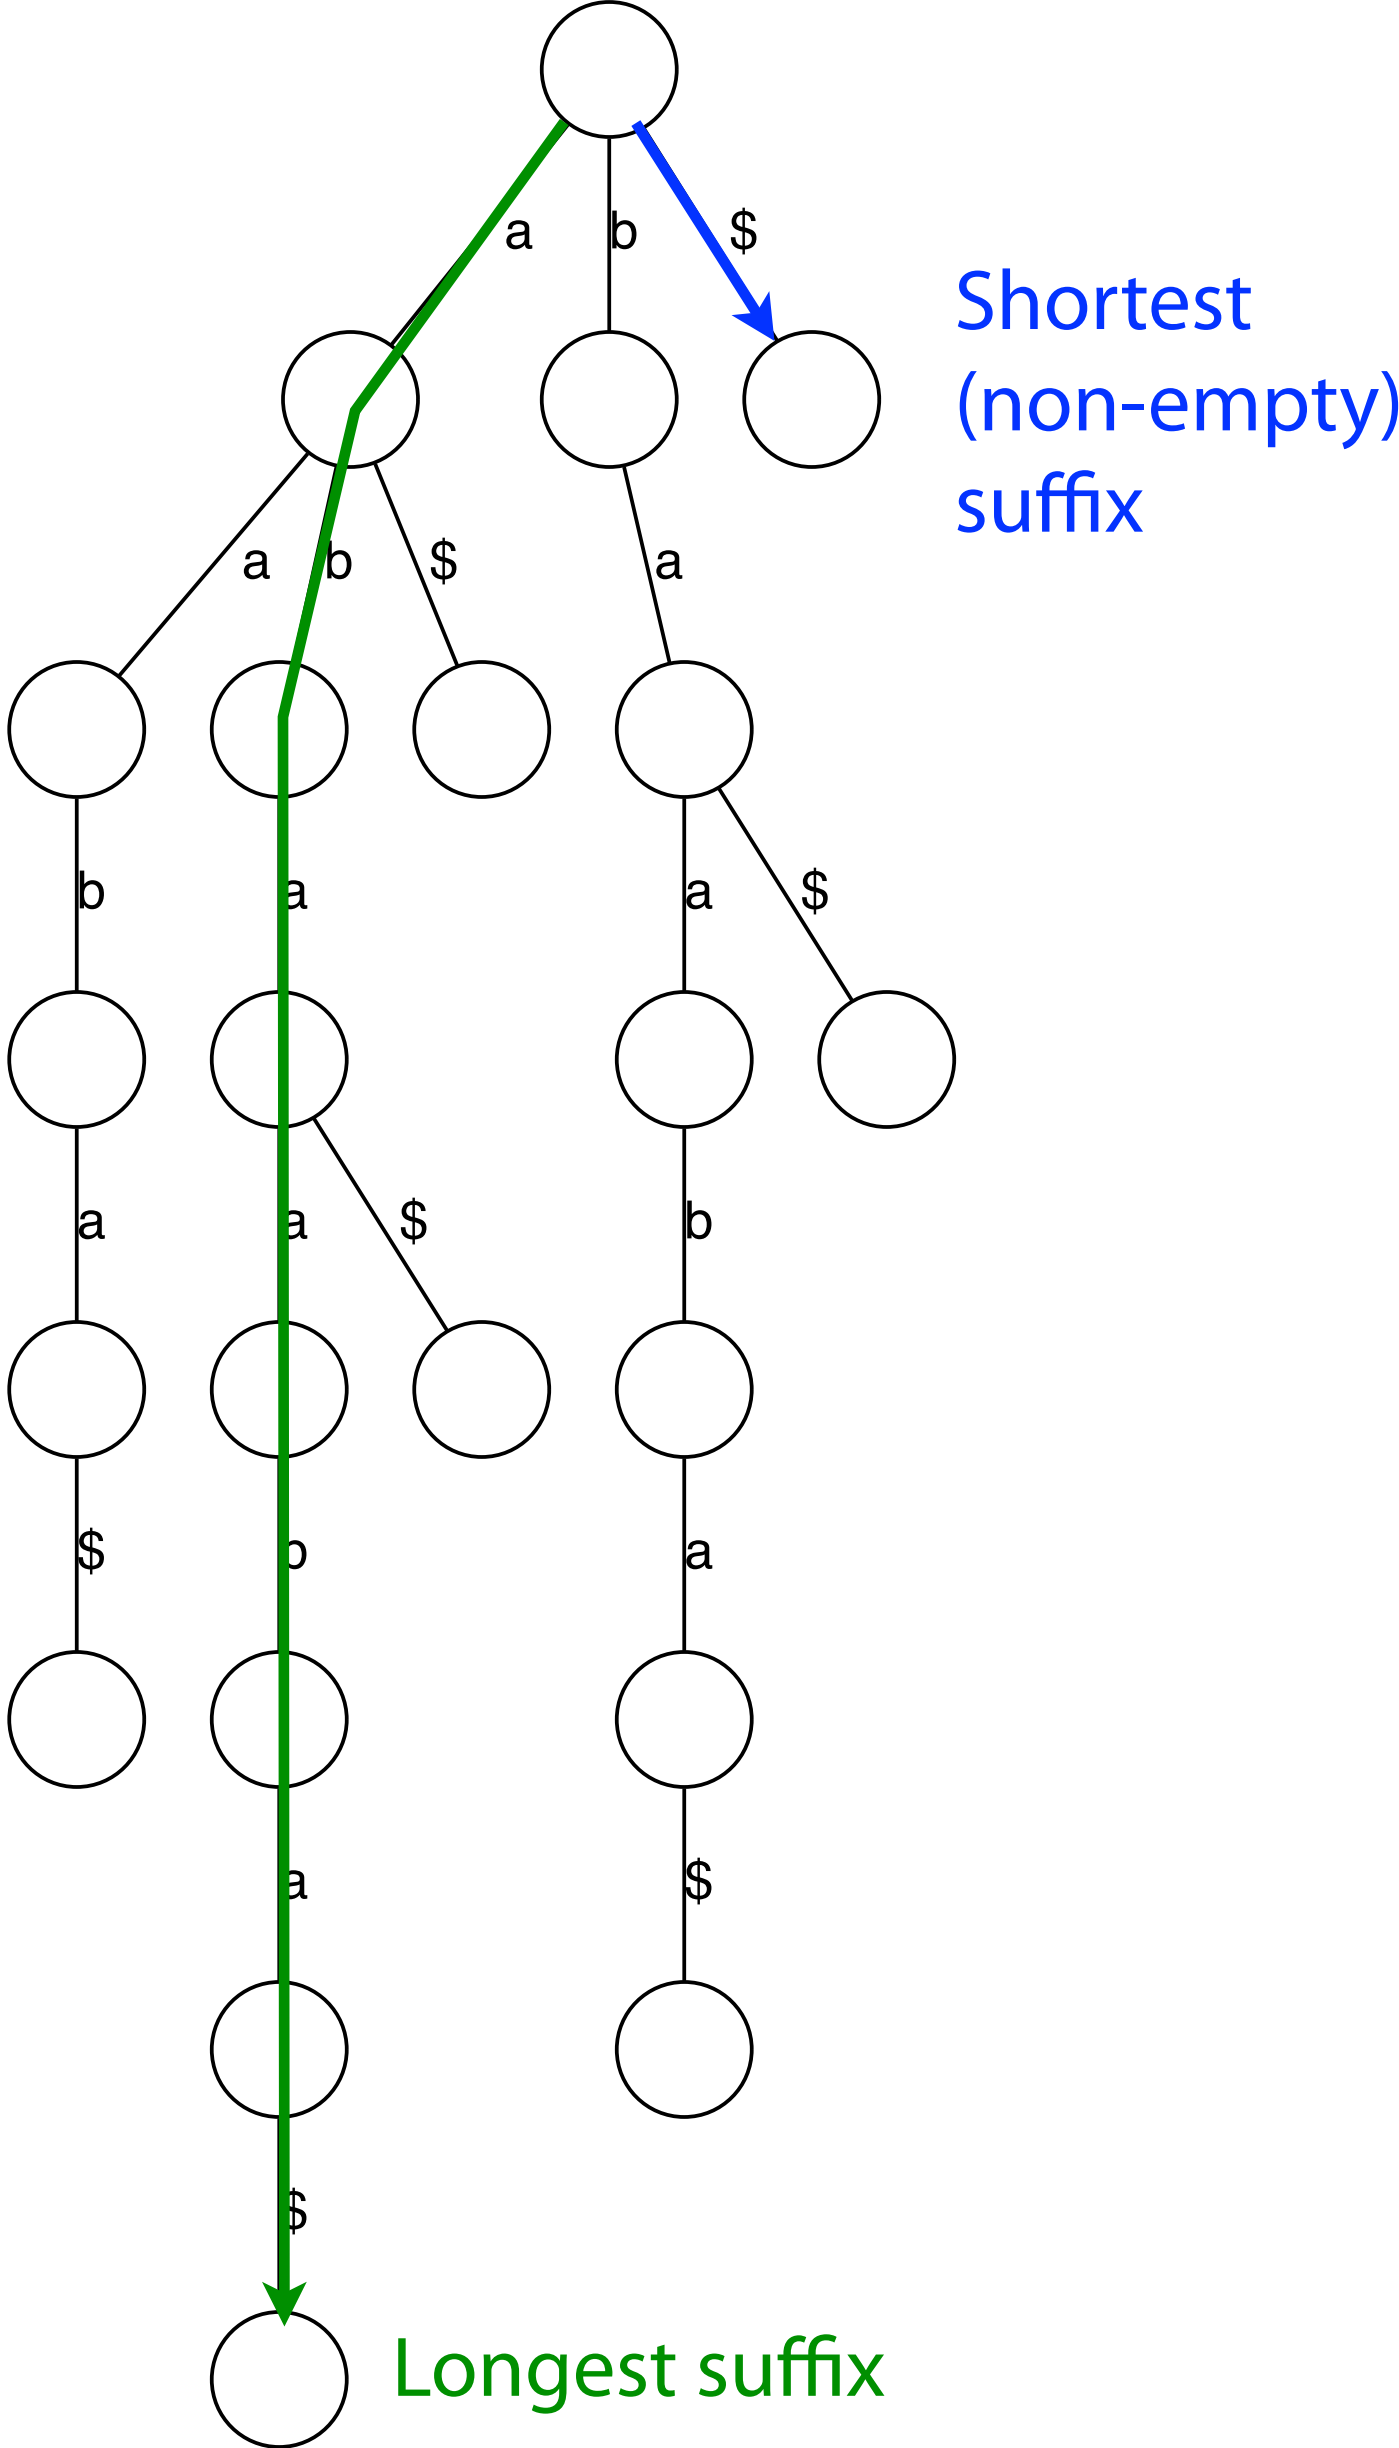 a b $
Shortest
(non-empty)
suffix
a b $ a
b a a $
a a $ b
$ b a
a $
$
Longest suffix